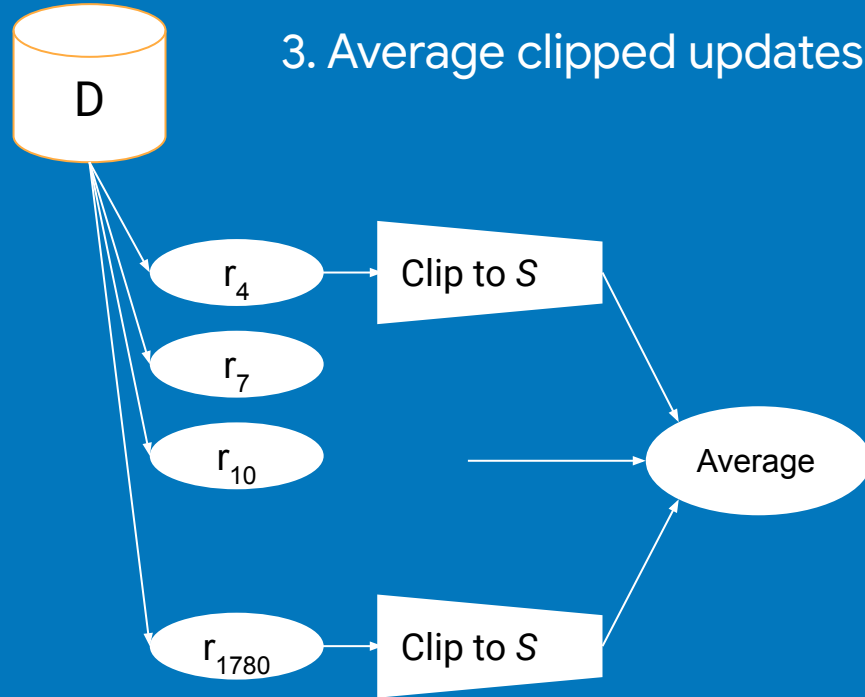 3. Average clipped updates
D
r₄
Clip to S
r₇
r₁₀
Average
r₁₇₈₀
Clip to S